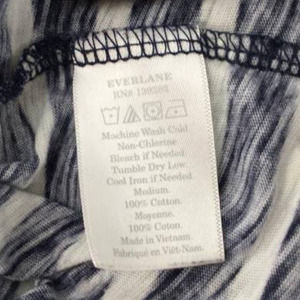 EVERLANE
Machine Wash Cold
Non-Chlorine
Bleach if Needed
Tumble Dry Low
Cool Iron if Needed
Medium.
100% Cotton.
Moyenne.
100% Coton.
Made in Vietnam.
Fabriqué en Viêt-Nam.